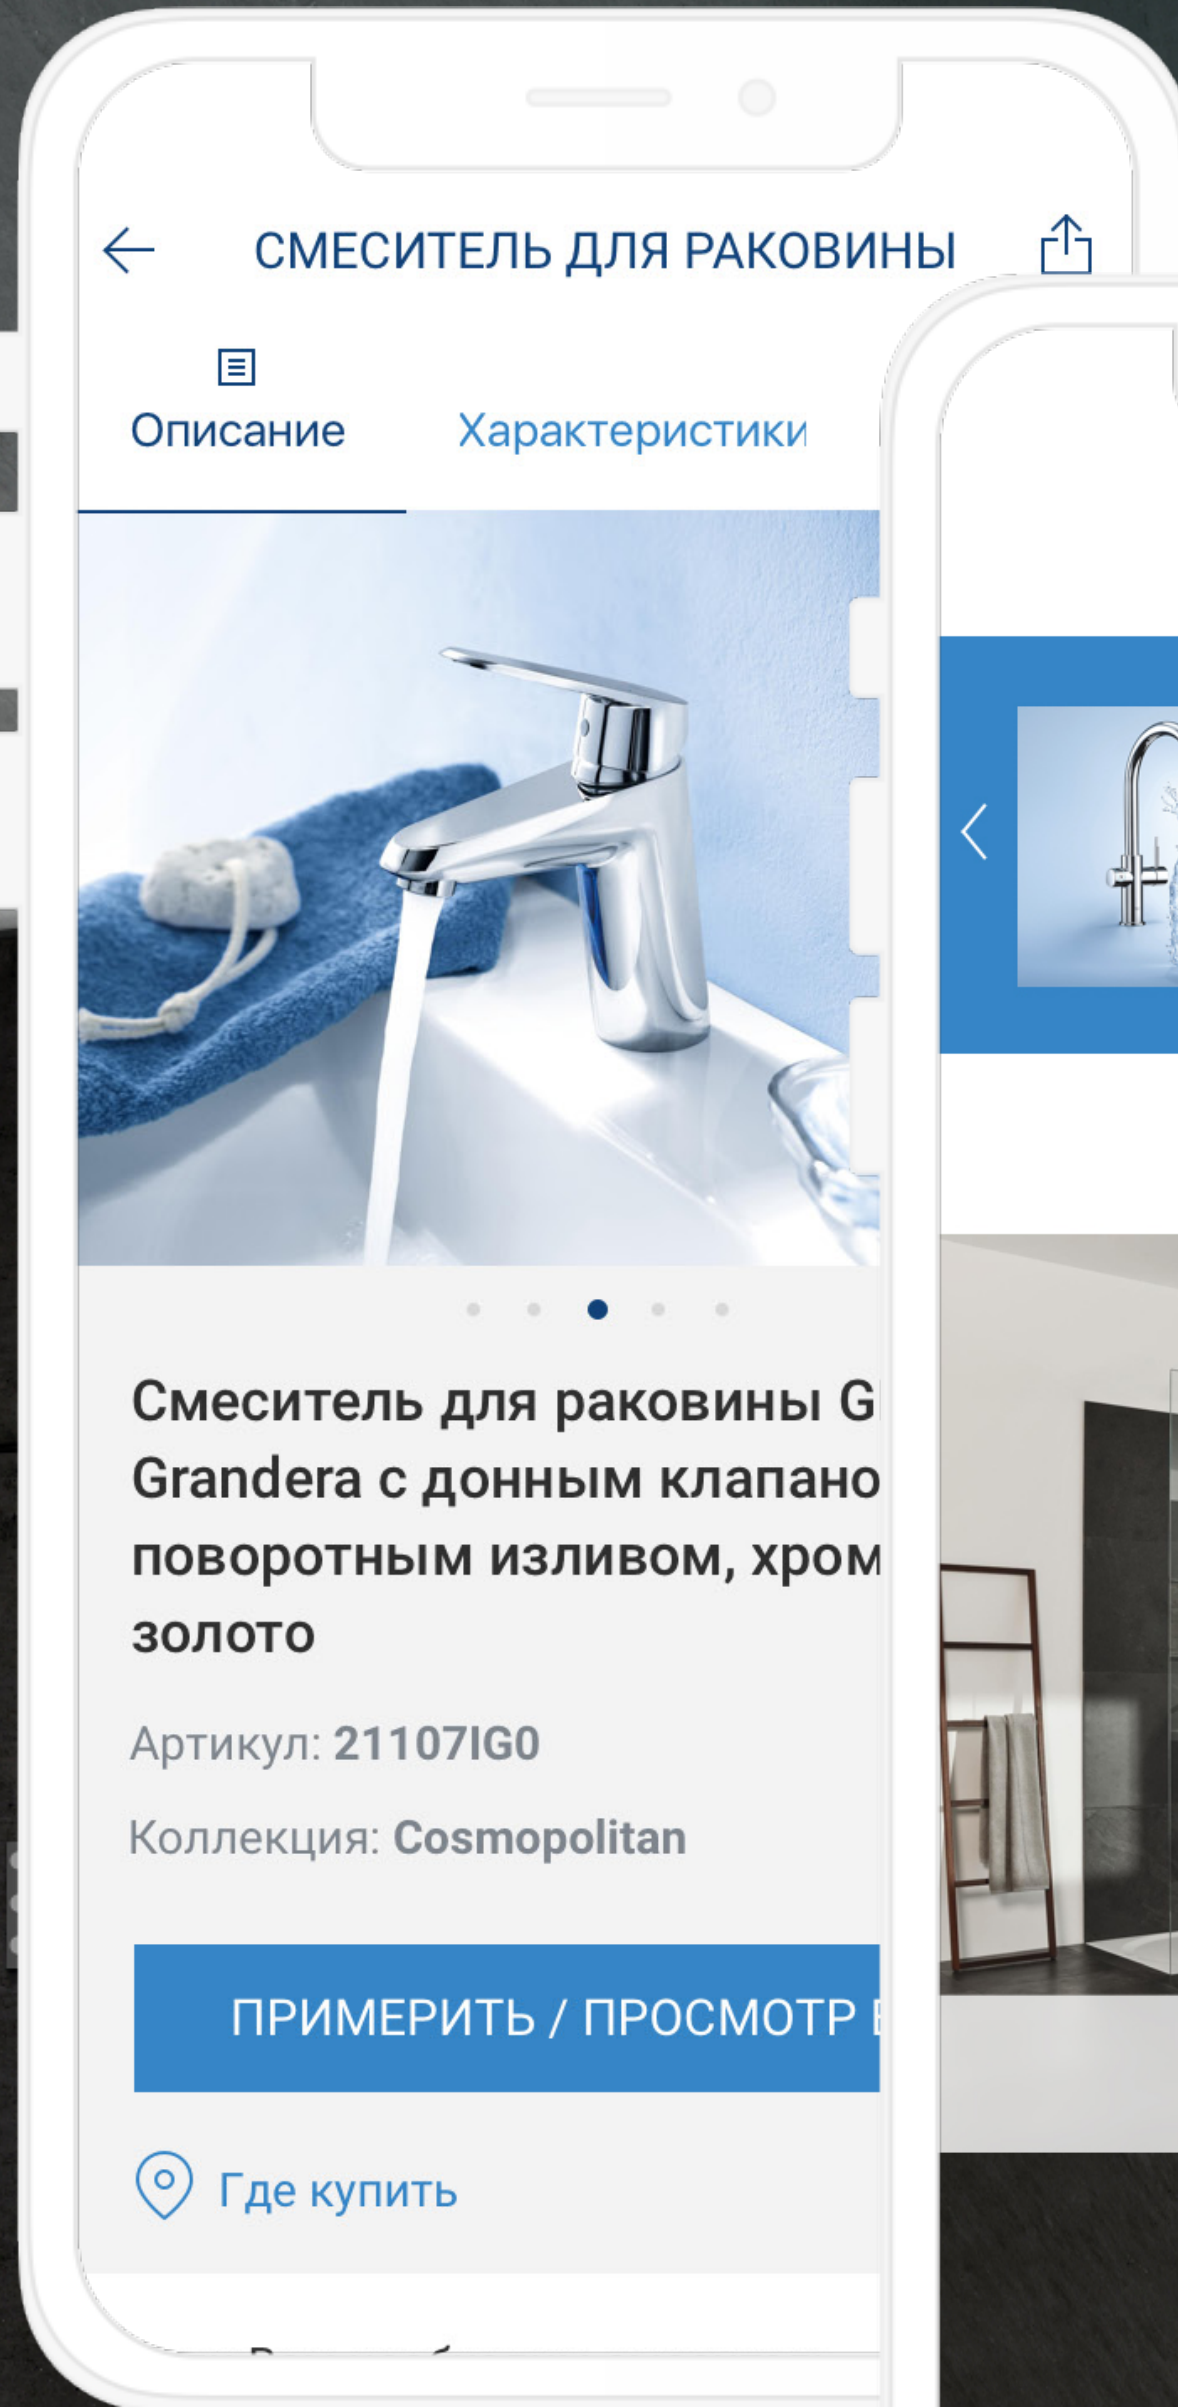 СМЕСИТЕЛЬ ДЛЯ РАКОВИНЫ
Описание
Характеристики
Смеситель для раковины G
Grandera с донным клапано
поворотным изливом, хром
золото
Артикул: 21107IG0
Коллекция: Cosmopolitan
ПРИМЕРИТЬ / ПРОСМОТР
Где купить